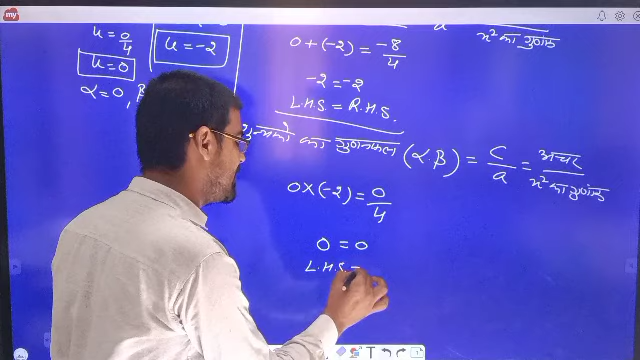 my
u = 0/4
u = 0
u = -2
α = 0, β
0 + (-2) = -8/4
-2 = -2
L.H.S. = R.H.S.
का गुणनफल (α.β) = c/a = अचर/x² का गुणांक
0 × (-2) = 0/4
0 = 0
L.H.S. =
a
x² का गुणांक
T